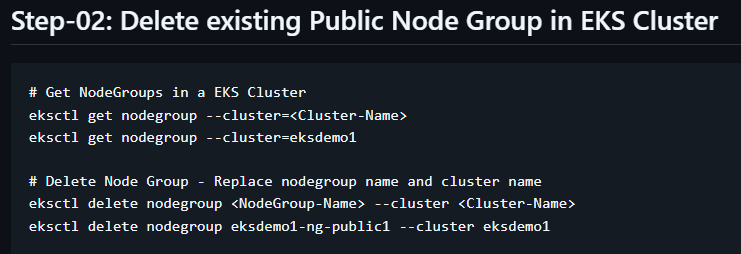 Step-02: Delete existing Public Node Group in EKS Cluster
# Get NodeGroups in a EKS Cluster
eksctl get nodegroup --cluster=<Cluster-Name>
eksctl get nodegroup --cluster=eksdemo1
# Delete Node Group - Replace nodegroup name and cluster name
eksctl delete nodegroup <NodeGroup-Name> --cluster <Cluster-Name>
eksctl delete nodegroup eksdemo1-ng-public1 --cluster eksdemo1